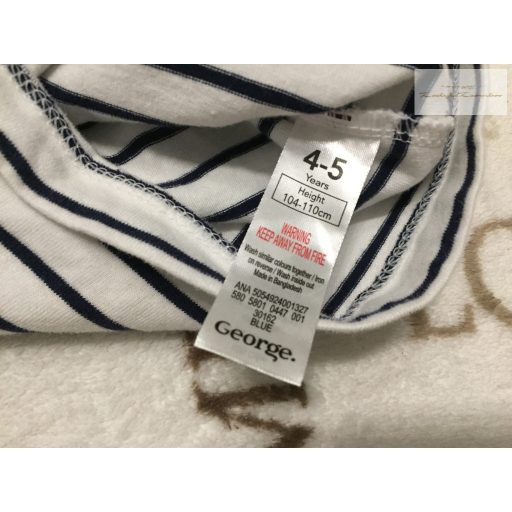 4-5
Years
Height
104-110cm
WARNING
KEEP AWAY FROM FIRE
Wash similar colours together / Iron
on reverse / Wash inside out
Made in Bangladesh
ANA 5054924001327
580 5801 0447 001
30162
BLUE
George.